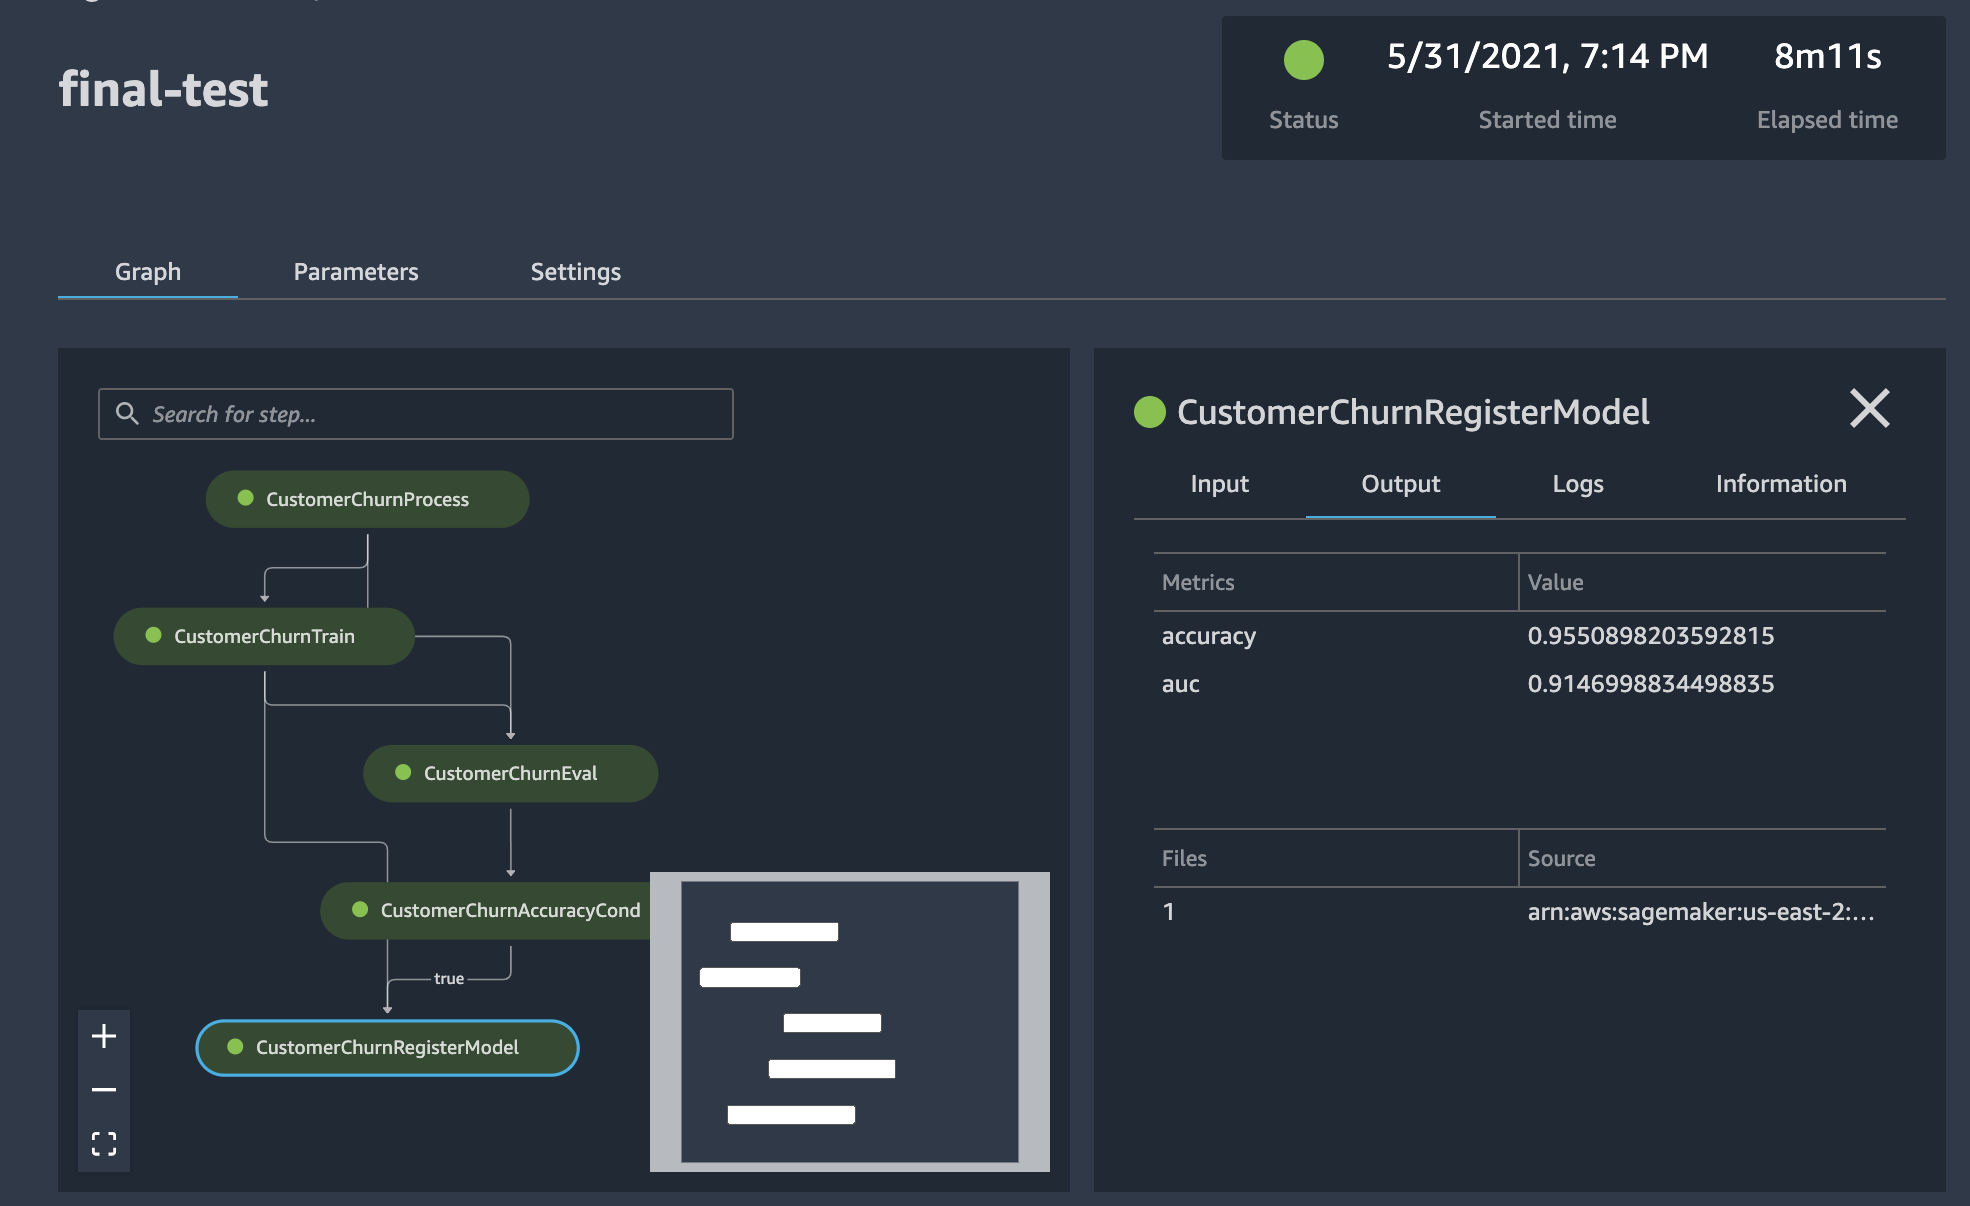 final-test
5/31/2021, 7:14 PM
8m11s
Status
Started time
Elapsed time
Graph
Parameters
Settings
Search for step...
CustomerChurnProcess
CustomerChurnTrain
CustomerChurnEval
CustomerChurnAccuracyCond
true
CustomerChurnRegisterModel
CustomerChurnRegisterModel
Input
Output
Logs
Information
Metrics
Value
accuracy
0.9550898203592815
auc
0.9146998834498835
Files
Source
1
arn:aws:sagemaker:us-east-2:...